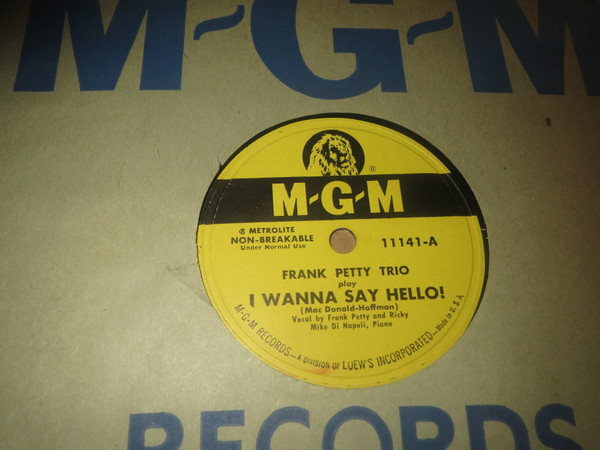 M-G-M
®
M-G-M
® METROLITE
NON-BREAKABLE
Under Normal Use
11141-A
FRANK PETTY TRIO
play
I WANNA SAY HELLO!
(Mac Donald-Hoffman)
Vocal by Frank Petty and Ricky
Mike Di Napoli, Piano
M-G-M RECORDS—A DIVISION OF LOEW'S INCORPORATED—Made in U.S.A
RECORDS